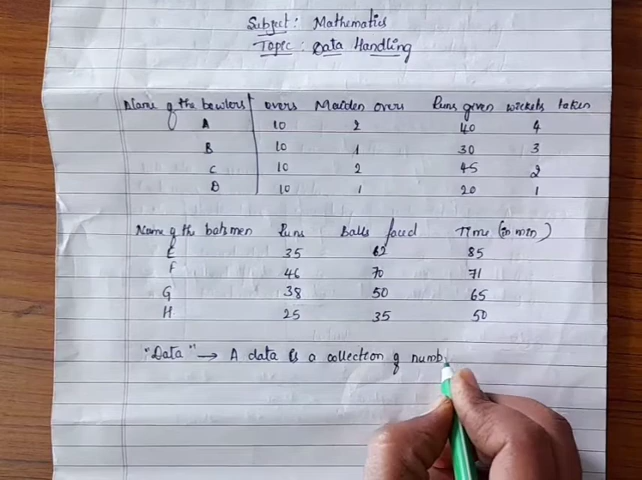 Subject: Mathematics
Topic: Data Handling
Name of the bowlers overs Maiden overs Runs given wickets taken
A 10 2 40 4
B 10 1 30 3
C 10 2 45 2
D 10 1 20 1
Name of the batsmen Runs Balls faced Time (in min)
E 35 62 85
F 46 70 71
G 38 50 65
H 25 35 50
"Data" → A data is a collection of numb